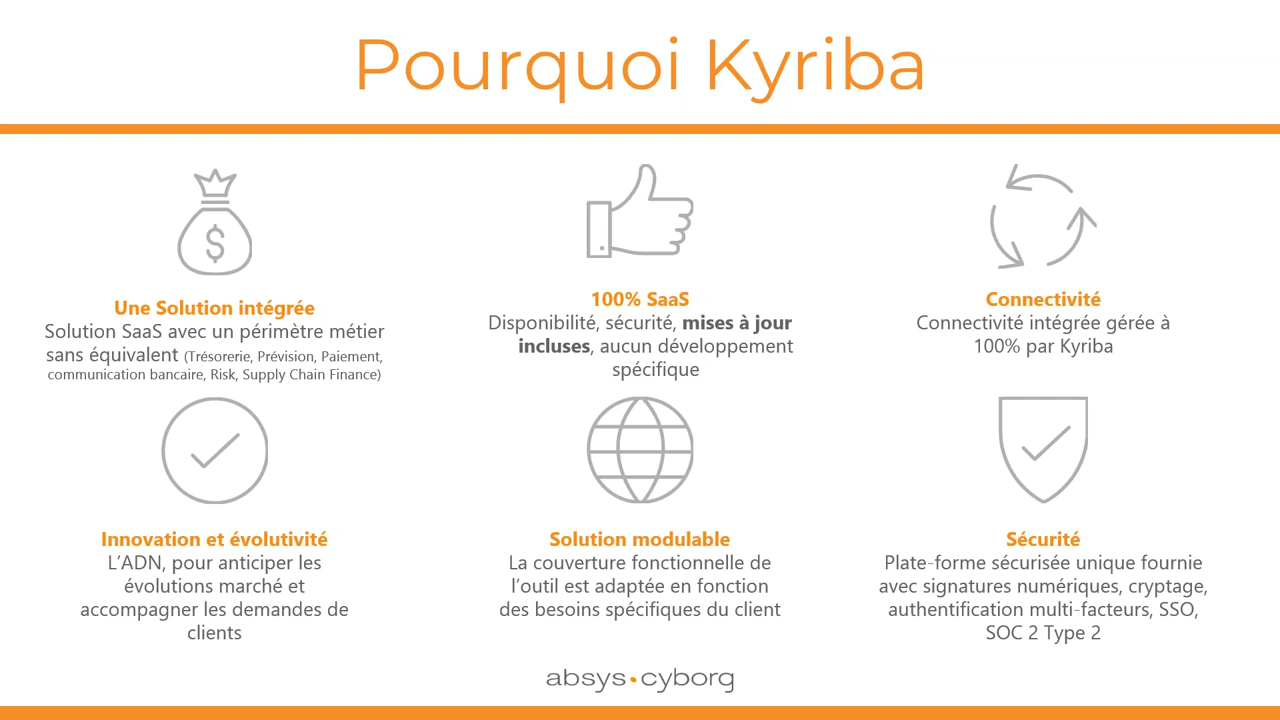 Pourquoi Kyriba
$
Une Solution intégrée
Solution SaaS avec un périmètre métier
sans équivalent (Trésorerie, Prévision, Paiement,
communication bancaire, Risk, Supply Chain Finance)
100% SaaS
Disponibilité, sécurité, mises à jour
incluses, aucun développement
spécifique
Connectivité
Connectivité intégrée gérée à
100% par Kyriba
Innovation et évolutivité
L’ADN, pour anticiper les
évolutions marché et
accompagner les demandes de
clients
Solution modulable
La couverture fonctionnelle de
l’outil est adaptée en fonction
des besoins spécifiques du client
Sécurité
Plate-forme sécurisée unique fournie
avec signatures numériques, cryptage,
authentification multi-facteurs, SSO,
SOC 2 Type 2
absys•cyborg